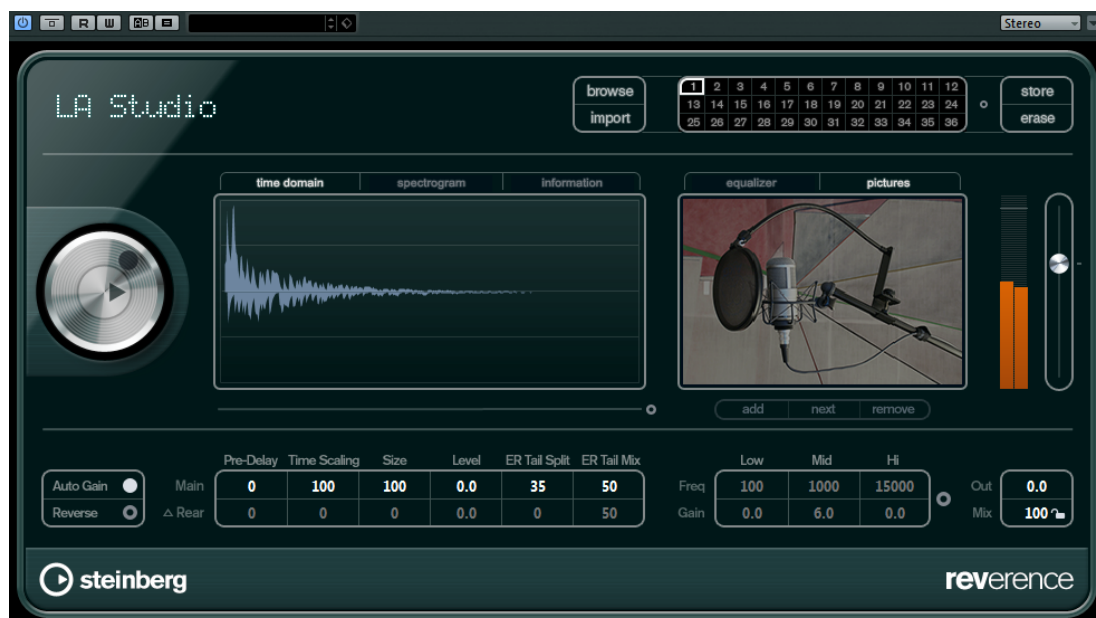 R W AB Stereo
LA Studio
browse
import
1 2 3 4 5 6 7 8 9 10 11 12
13 14 15 16 17 18 19 20 21 22 23 24
25 26 27 28 29 30 31 32 33 34 35 36
store
erase
time domain spectrogram information
equalizer pictures
add next remove
Pre-Delay Time Scaling Size Level ER Tail Split ER Tail Mix
Low Mid Hi
Auto Gain Main 0 100 100 0.0 35 50 Freq 100 1000 15000 Out 0.0
Reverse △ Rear 0 0 0 0.0 0 50 Gain 0.0 6.0 0.0 Mix 100
steinberg
reverence